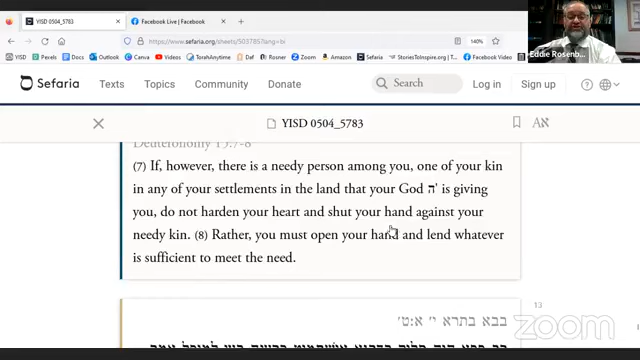 YISD 0504_5783
Facebook Live | Facebook
https://www.sefaria.org/sheets/503785?lang=bi
140%
YISD
Pevels
Outlook
Canva
Videos
TorahAnytime
Daf
Rosner
Zoom
Amazon
Sefaria
StoriesToInspire.org
Facebook Video
Eddie Rosenb...
Sefaria
Texts
Topics
Community
Donate
Search
Log in
Sign up
YISD 0504_5783
Deuteronomy 15:7-8
(7) If, however, there is a needy person among you, one of your kin
in any of your settlements in the land that your God ה' is giving
you, do not harden your heart and shut your hand against your
needy kin. (8) Rather, you must open your hand and lend whatever
is sufficient to meet the need.
13
בבא בתרא י׳ א:ט׳
zoom